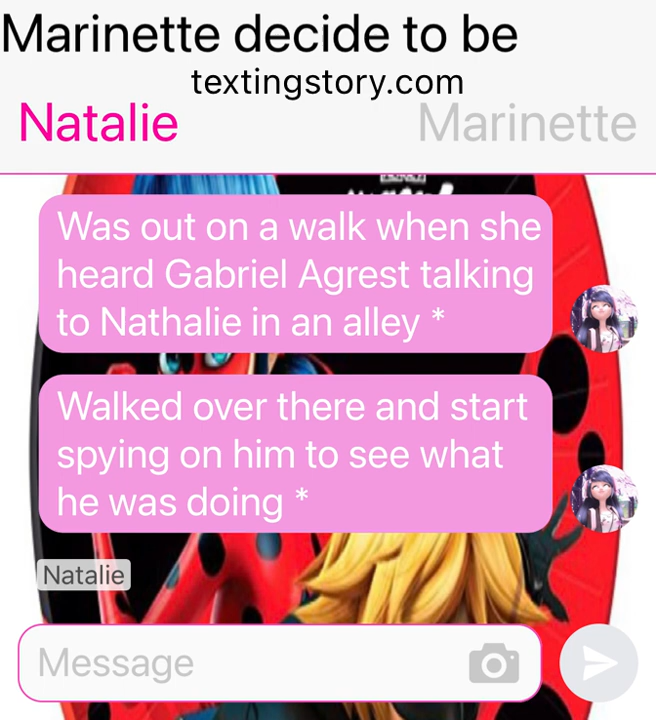 Marinette decide to be
textingstory.com
Natalie
Marinette
Was out on a walk when she
heard Gabriel Agrest talking
to Nathalie in an alley *
Walked over there and start
spying on him to see what
he was doing *
Natalie
Message